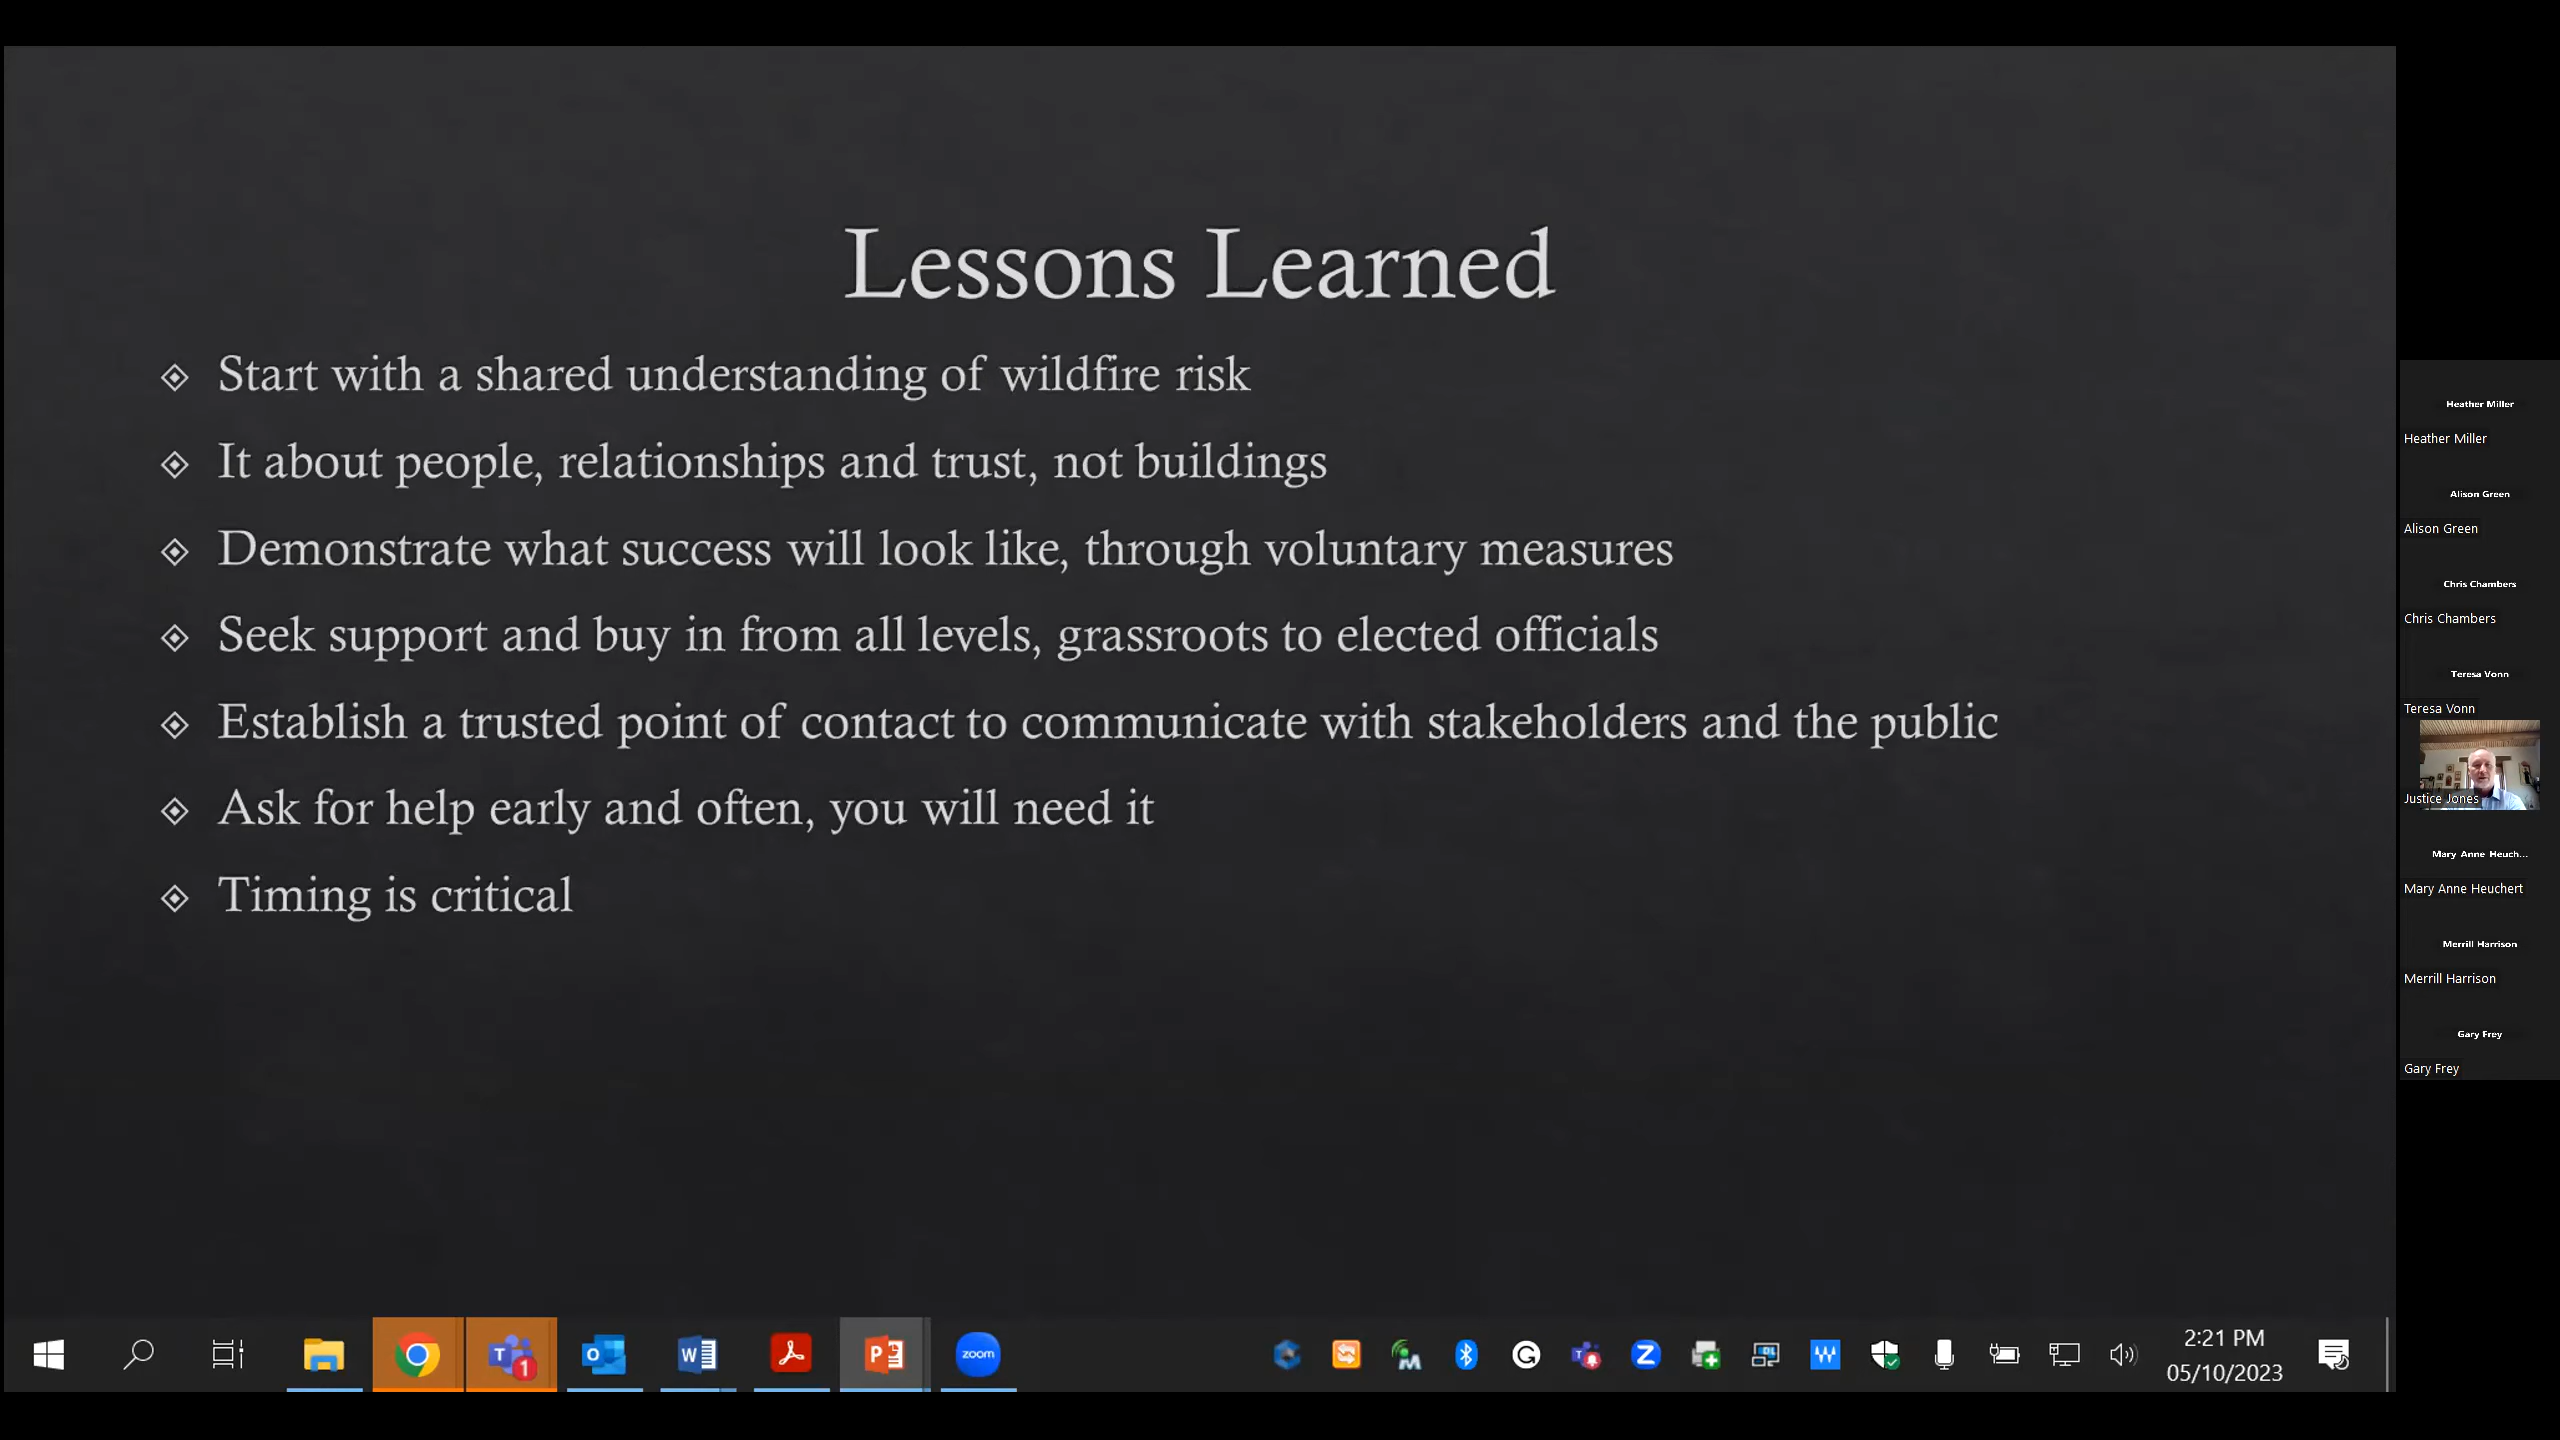 Lessons Learned
Start with a shared understanding of wildfire risk
It about people, relationships and trust, not buildings
Demonstrate what success will look like, through voluntary measures
Seek support and buy in from all levels, grassroots to elected officials
Establish a trusted point of contact to communicate with stakeholders and the public
Ask for help early and often, you will need it
Timing is critical
Heather Miller
Heather Miller
Alison Green
Alison Green
Chris Chambers
Chris Chambers
Teresa Vonn
Teresa Vonn
Justice Jones
Mary Anne Heuch...
Mary Anne Heuchert
Merrill Harrison
Merrill Harrison
Gary Frey
Gary Frey
zoom
2:21 PM
05/10/2023